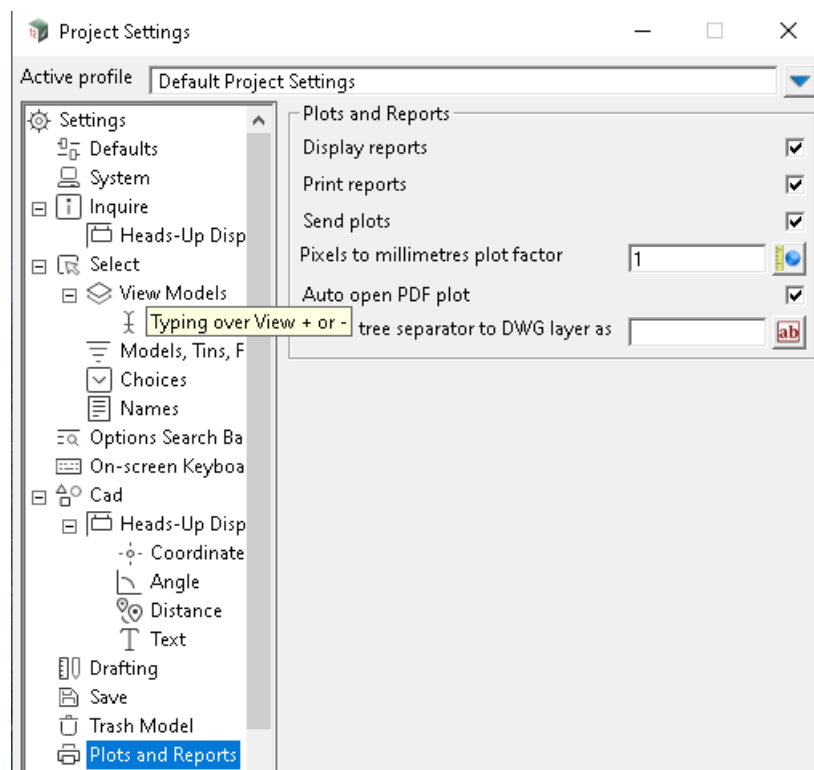 Project Settings
Active profile
Default Project Settings
Settings
Defaults
System
Inquire
Heads-Up Disp
Select
View Models
Typing over View + or -
Models, Tins, F
Choices
Names
Options Search Ba
On-screen Keyboa
Cad
Heads-Up Disp
Coordinate
Angle
Distance
Text
Drafting
Save
Trash Model
Plots and Reports
Plots and Reports
Display reports
Print reports
Send plots
Pixels to millimetres plot factor
1
Auto open PDF plot
tree separator to DWG layer as
ab